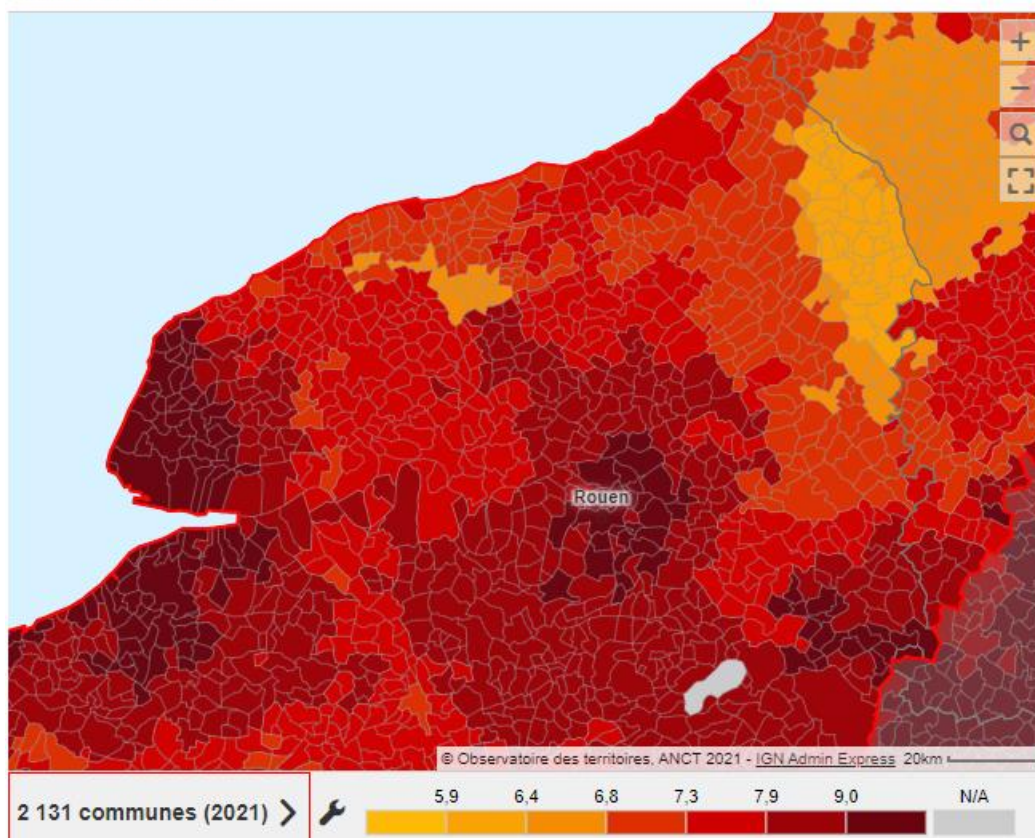 +
−
Rouen
© Observatoire des territoires, ANCT 2021 - IGN Admin Express 20km
2 131 communes (2021)
5,9 6,4 6,8 7,3 7,9 9,0 N/A